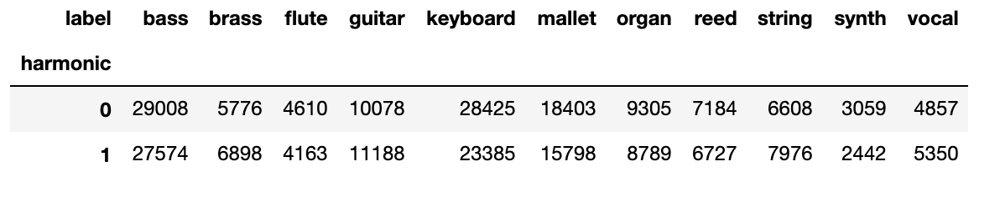 label bass brass flute guitar keyboard mallet organ reed string synth vocal
harmonic
0 29008 5776 4610 10078 28425 18403 9305 7184 6608 3059 4857
1 27574 6898 4163 11188 23385 15798 8789 6727 7976 2442 5350